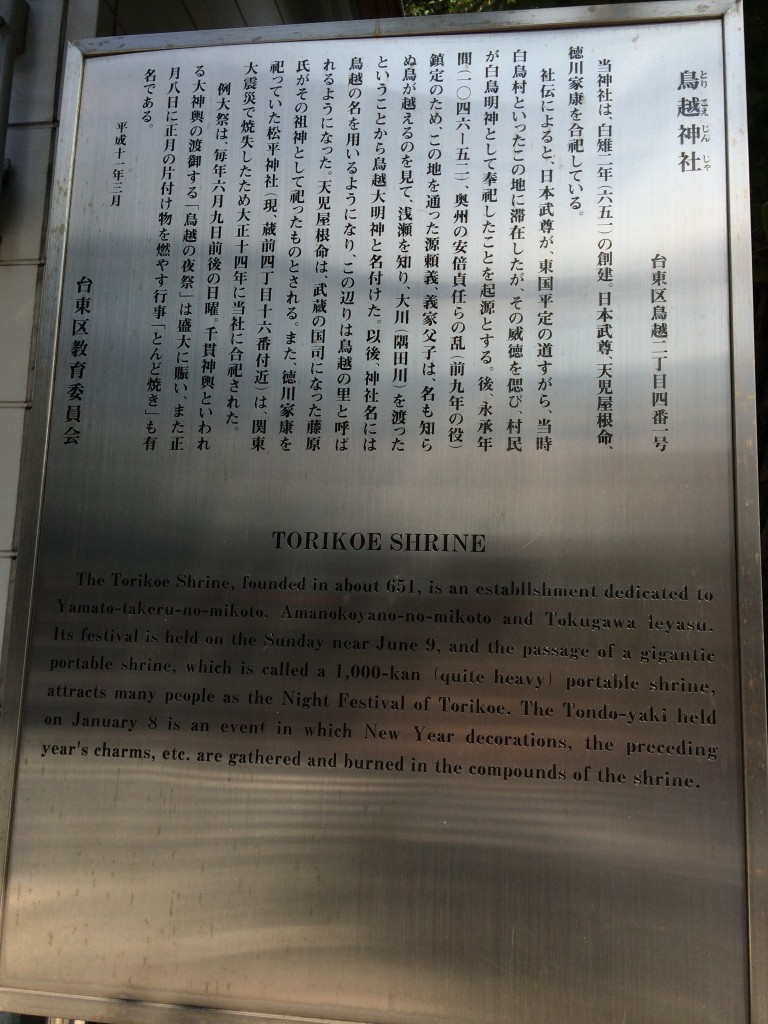 鳥越神社
とりこえじんじゃ
台東区鳥越二丁目四番一号
当神社は、白雉二年（六五一）の創建。日本武尊、天児屋根命、
徳川家康を合祀している。
社伝によると、日本武尊が、東国平定の道すがら、当時
白鳥村といったこの地に滞在したが、その威徳を偲び、村民
が白鳥明神として奉祀したことを起源とする。後、永承年
間（一〇四六―五二）、奥州の安倍貞任らの乱（前九年の役）
鎮定のため、この地を通った源頼義、義家父子は、名も知ら
ぬ鳥が越えるのを見て、浅瀬を知り、大川（隅田川）を渡った
ということから鳥越大明神と名付けた。以後、神社名には
鳥越の名を用いるようになり、この辺りは鳥越の里と呼ば
れるようになった。天児屋根命は、武蔵の国司になった藤原
氏がその祖神として祀ったものとされる。また、徳川家康を
祀っていた松平神社（現、蔵前四丁目十六番付近）は、関東
大震災で焼失したため大正十四年に当社に合祀された。
例大祭は、毎年六月九日前後の日曜。千貫神輿といわれ
る大神輿の渡御する「鳥越の夜祭」は盛大に賑い、また正
月八日に正月の片付け物を燃やす行事「とんど焼き」も有
名である。
平成十一年三月
台東区教育委員会
TORIKOE SHRINE
The Torikoe Shrine, founded in about 651, is an establlshment dedicated to
Yamato-takeru-no-mikoto. Amanokoyano-no-mikoto and Tokugawa Ieyasu.
Its festival is held on the Sunday near June 9, and the passage of a gigantic
portable shrine, which is called a 1,000-kan (quite heavy) portable shrine,
attracts many people as the Night Festival of Torikoe. The Tondo-yaki held
on January 8 is an event in which New Year decorations, the preceding
year's charms, etc. are gathered and burned in the compounds of the shrine.